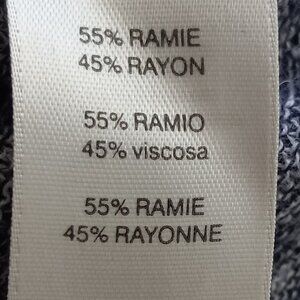 55% RAMIE
45% RAYON
55% RAMIO
45% viscosa
55% RAMIE
45% RAYONNE